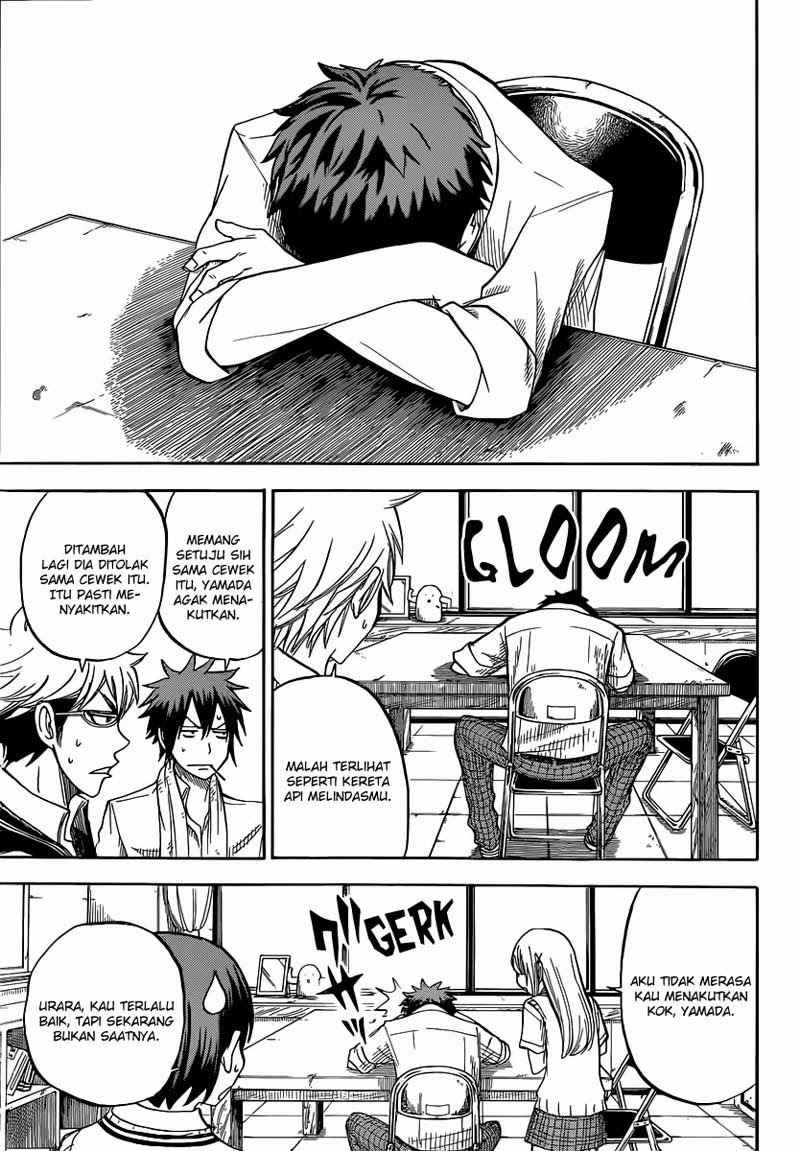 GLOOM
MALAH TERLIHAT
SEPERTI KERETA
API MELINDASMU.
MEMANG
SETUJU SIH
SAMA CEWEK
ITU, YAMADA
AGAK MENA-
KUTKAN.
DITAMBAH
LAGI DIA DITOLAK
SAMA CEWEK ITU.
ITU PASTI ME-
NYAKITKAN.
AKU TIDAK MERASA
KAU MENAKUTKAN
KOK, YAMADA.
GERK
URARA, KAU TERLALU
BAIK, TAPI SEKARANG
BUKAN SAATNYA.